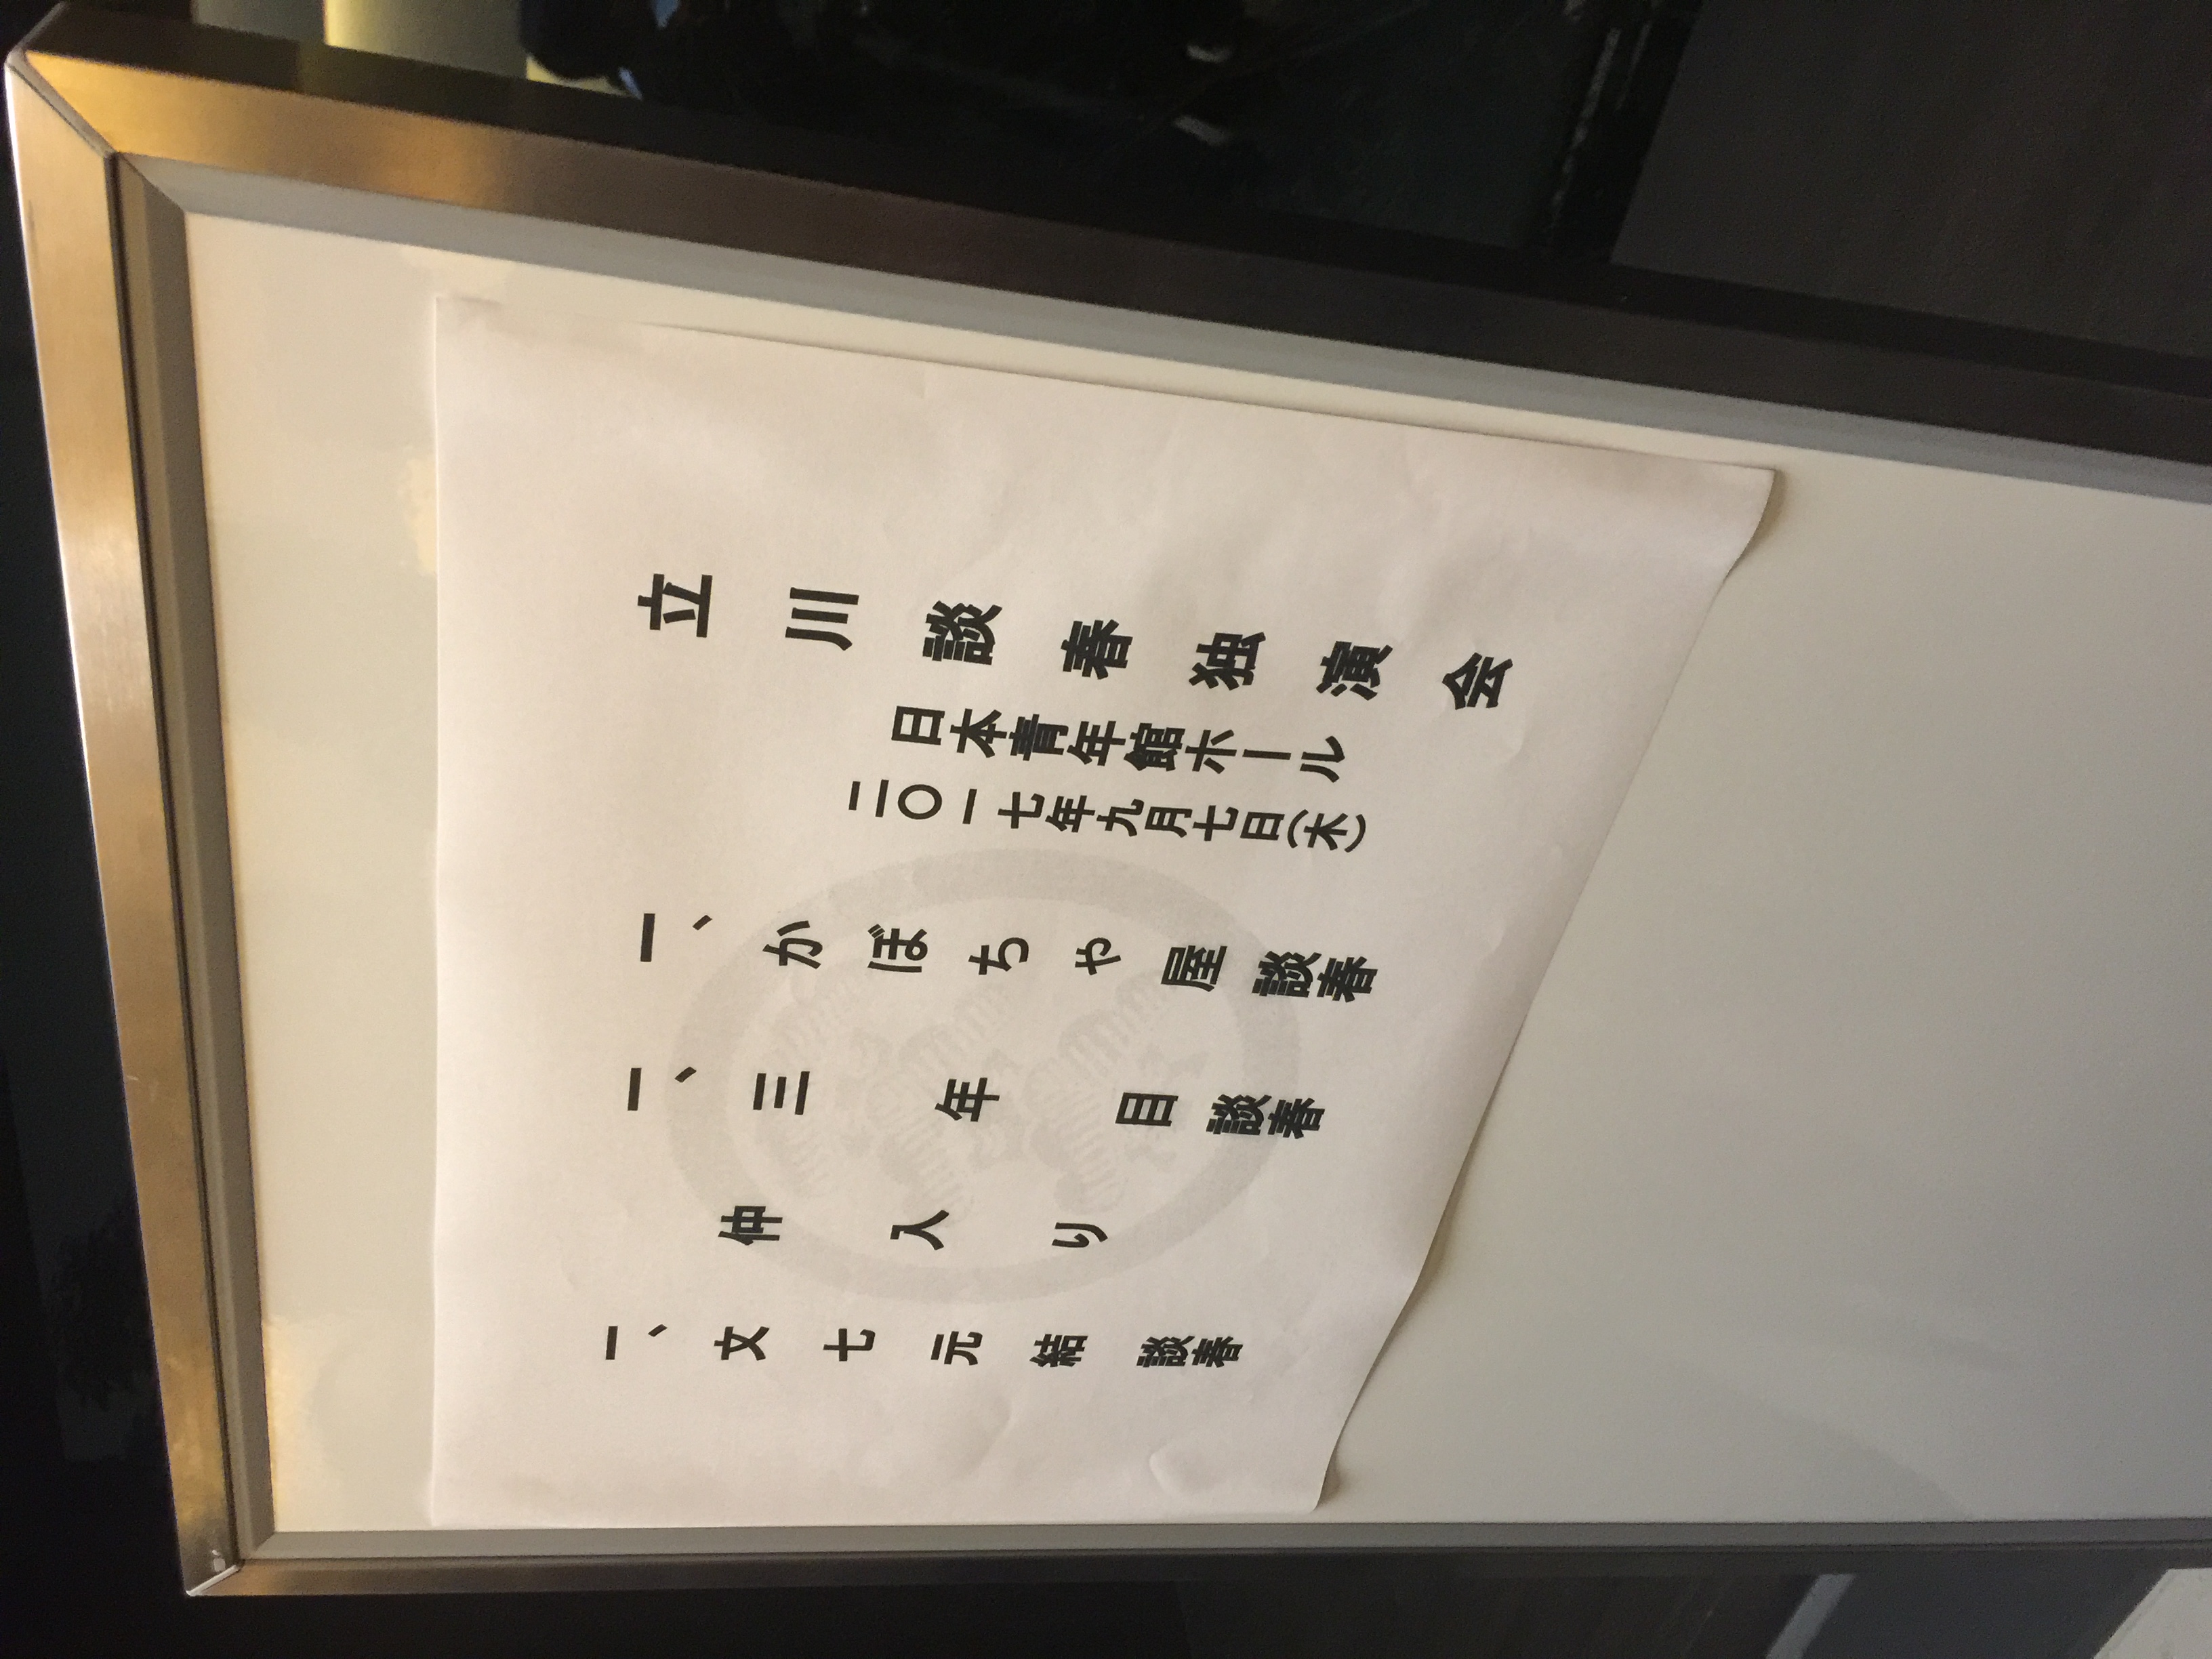 立川談春独演会
日本青年館ホール
二〇一七年九月七日(木)
一、かぼちゃ屋 談春
一、三年目 談春
仲入り
一、文七元結 談春